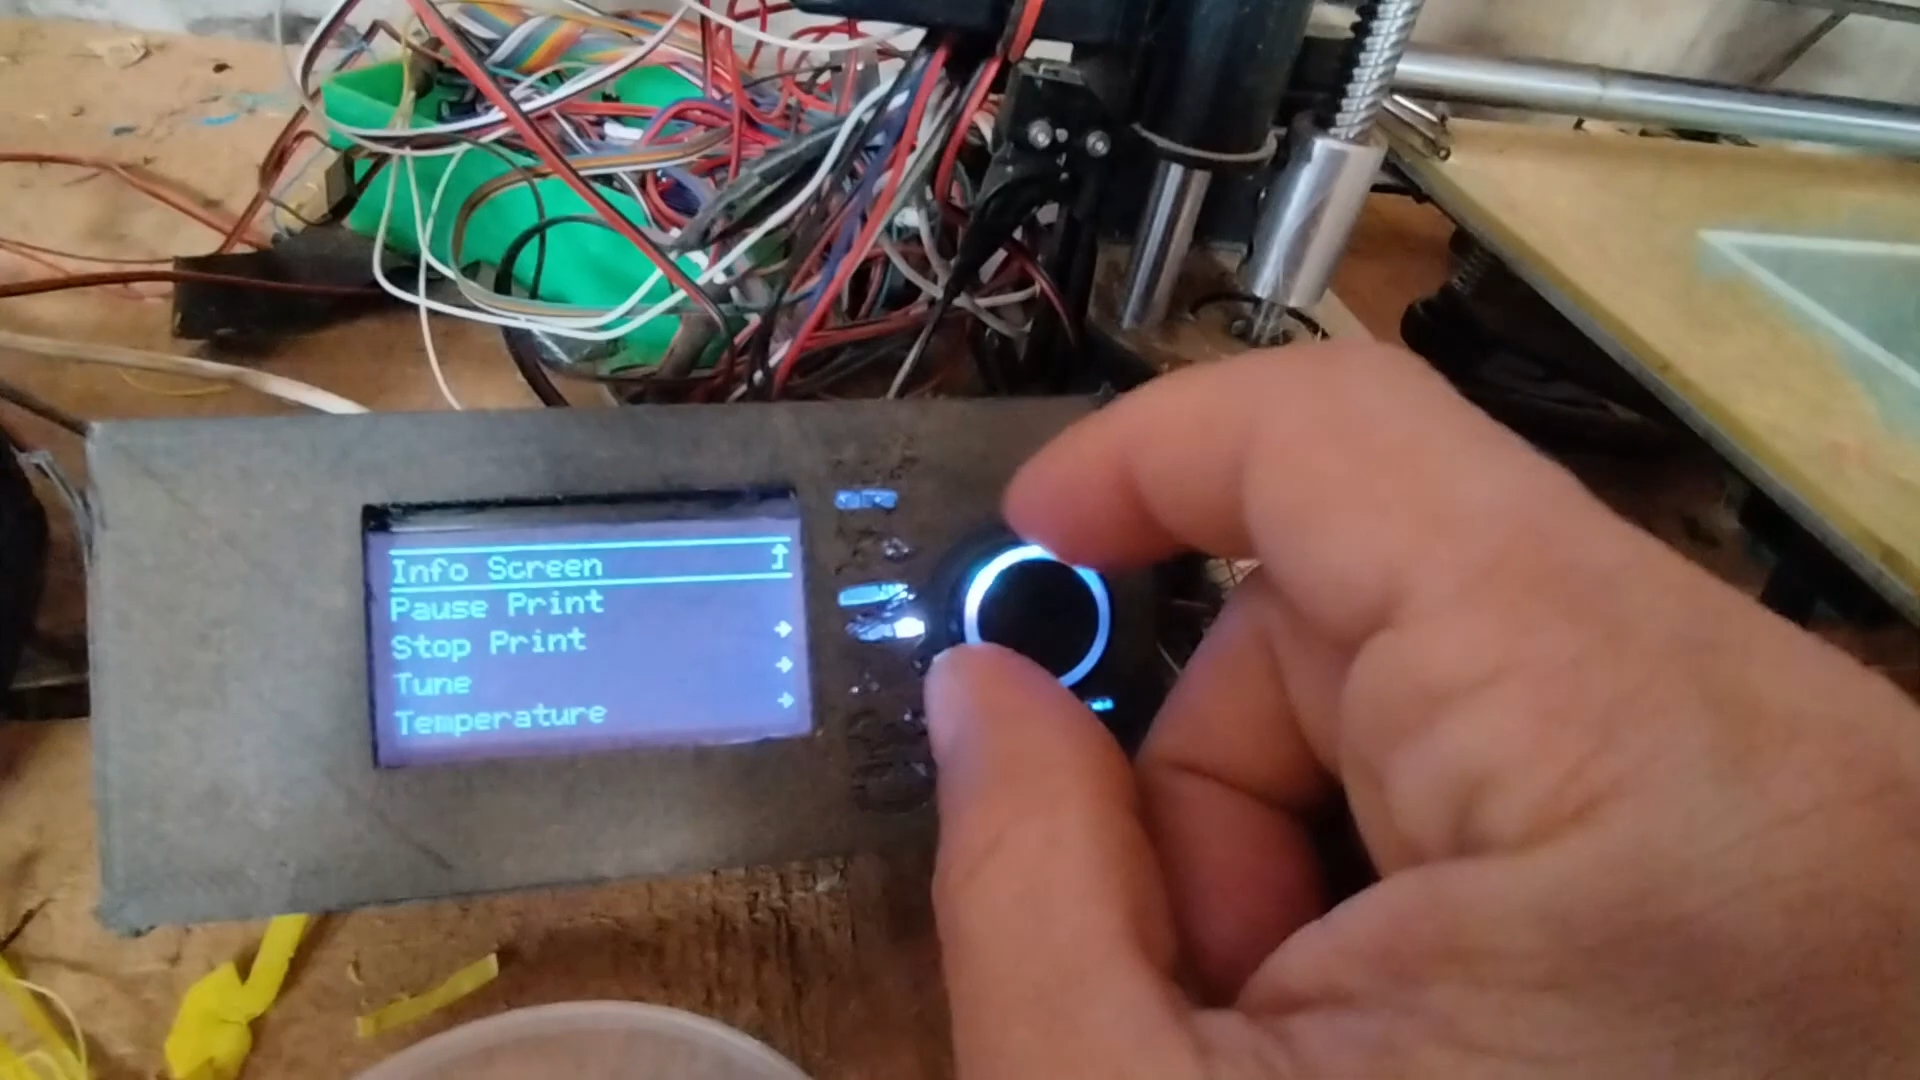 Info Screen
Pause Print
Stop Print
Tune
Temperature